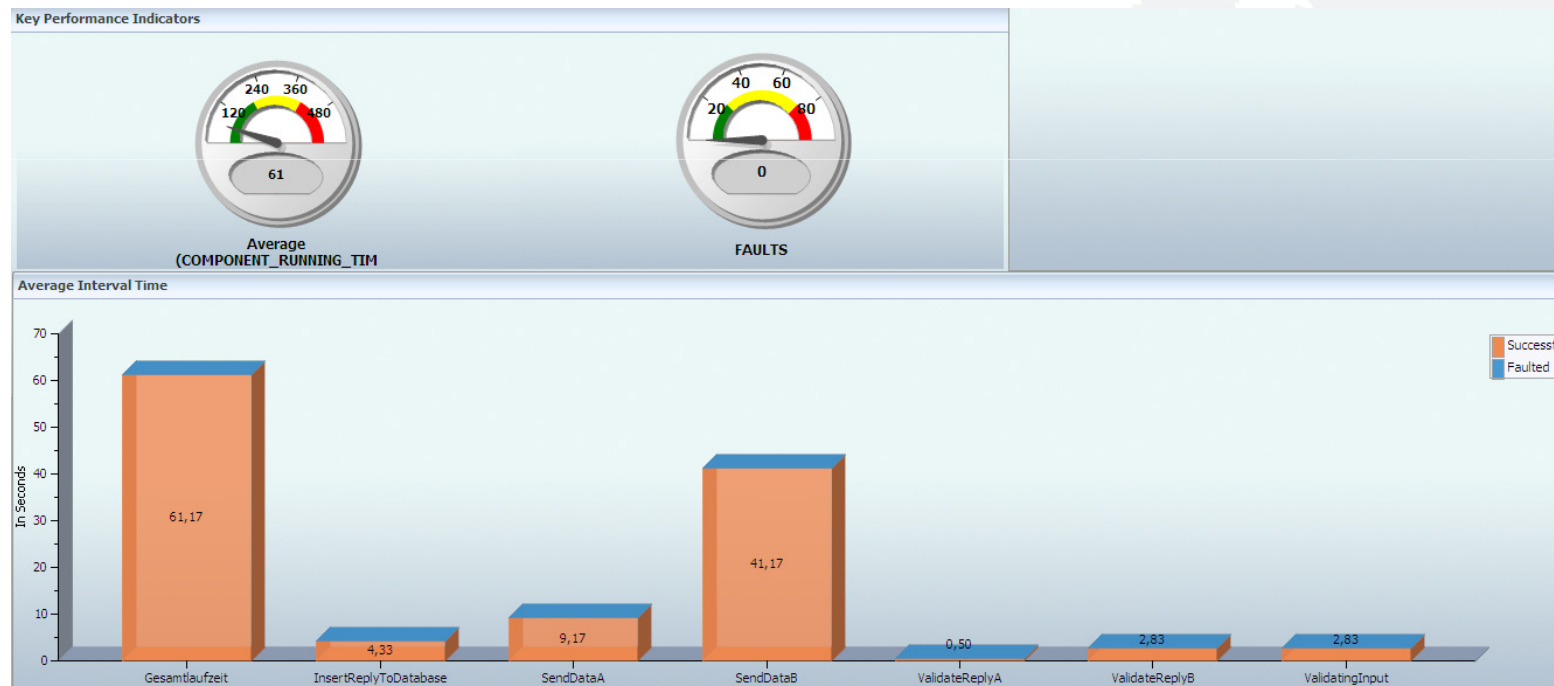 Key Performance Indicators
120 240 360 480
61
Average
(COMPONENT_RUNNING_TIM
20 40 60 80
0
FAULTS
Average Interval Time
In Seconds
70
60
50
40
30
20
10
0
61,17
4,33
9,17
41,17
0,50
2,83
2,83
Gesamtlaufzeit
InsertReplyToDatabase
SendDataA
SendDataB
ValidateReplyA
ValidateReplyB
ValidatingInput
Successf
Faulted